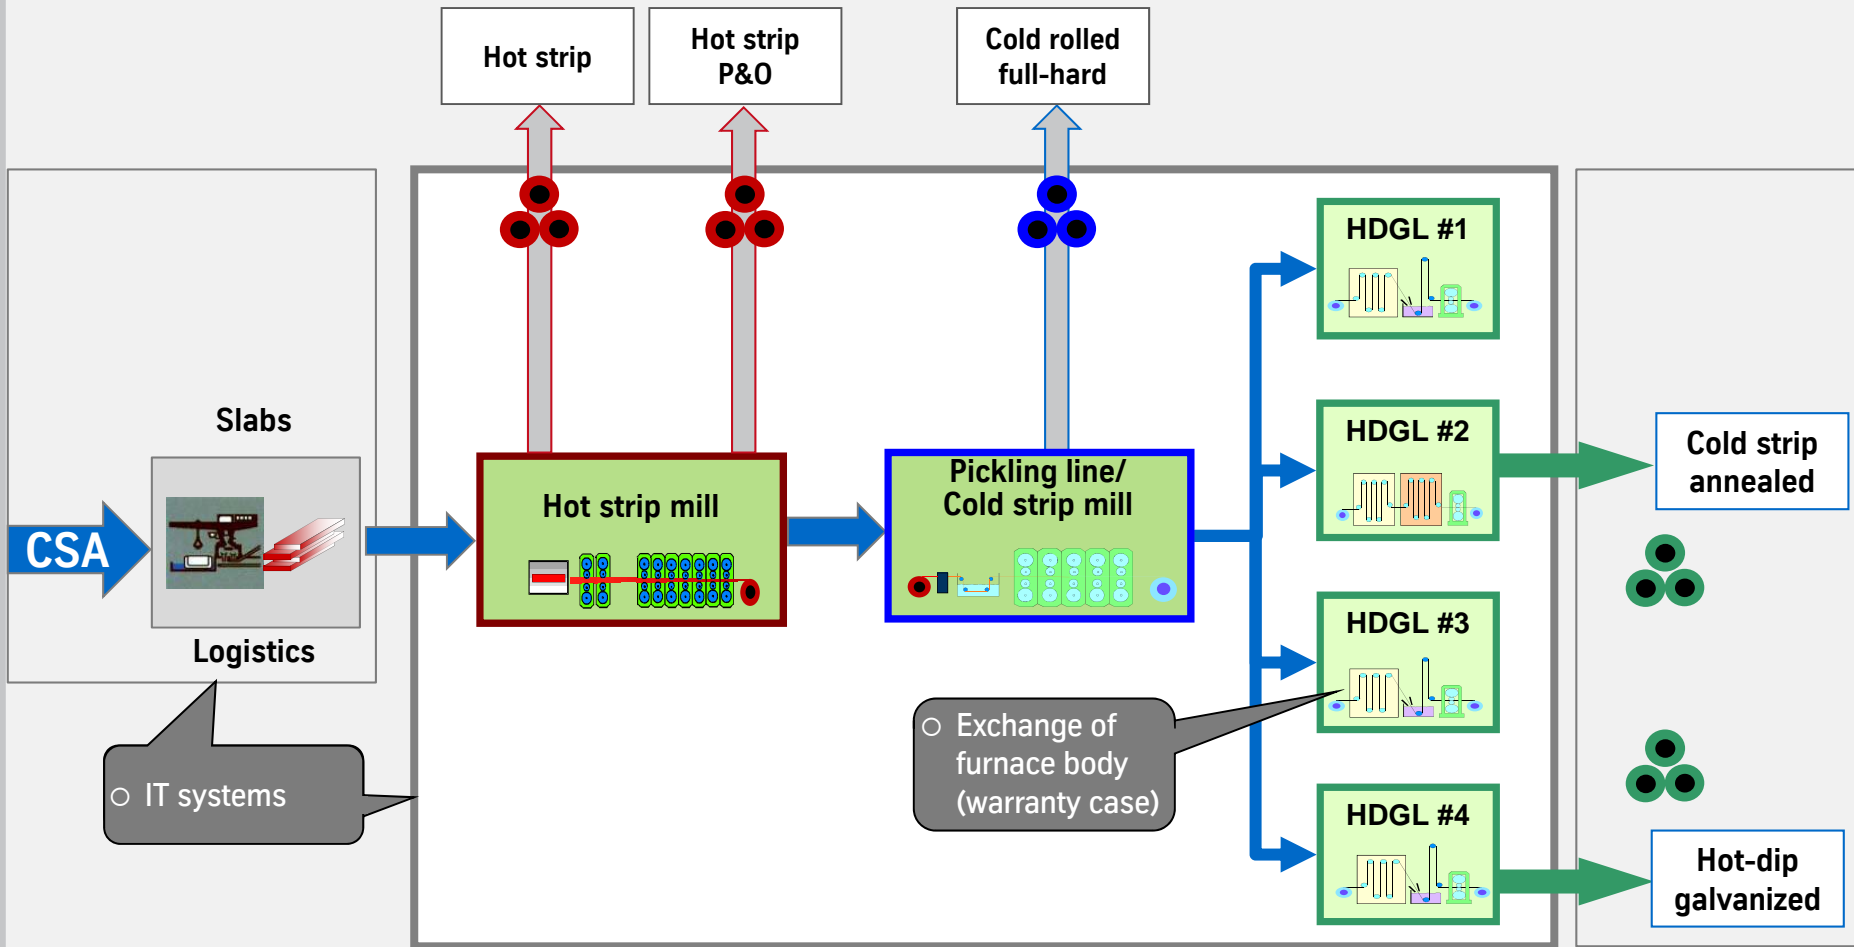 Hot strip
Hot strip
P&O
Cold rolled
full-hard
HDGL #1
Slabs
HDGL #2
Cold strip
annealed
Hot strip mill
Pickling line/
Cold strip mill
CSA
Logistics
HDGL #3
Exchange of
furnace body
(warranty case)
IT systems
HDGL #4
Hot-dip
galvanized